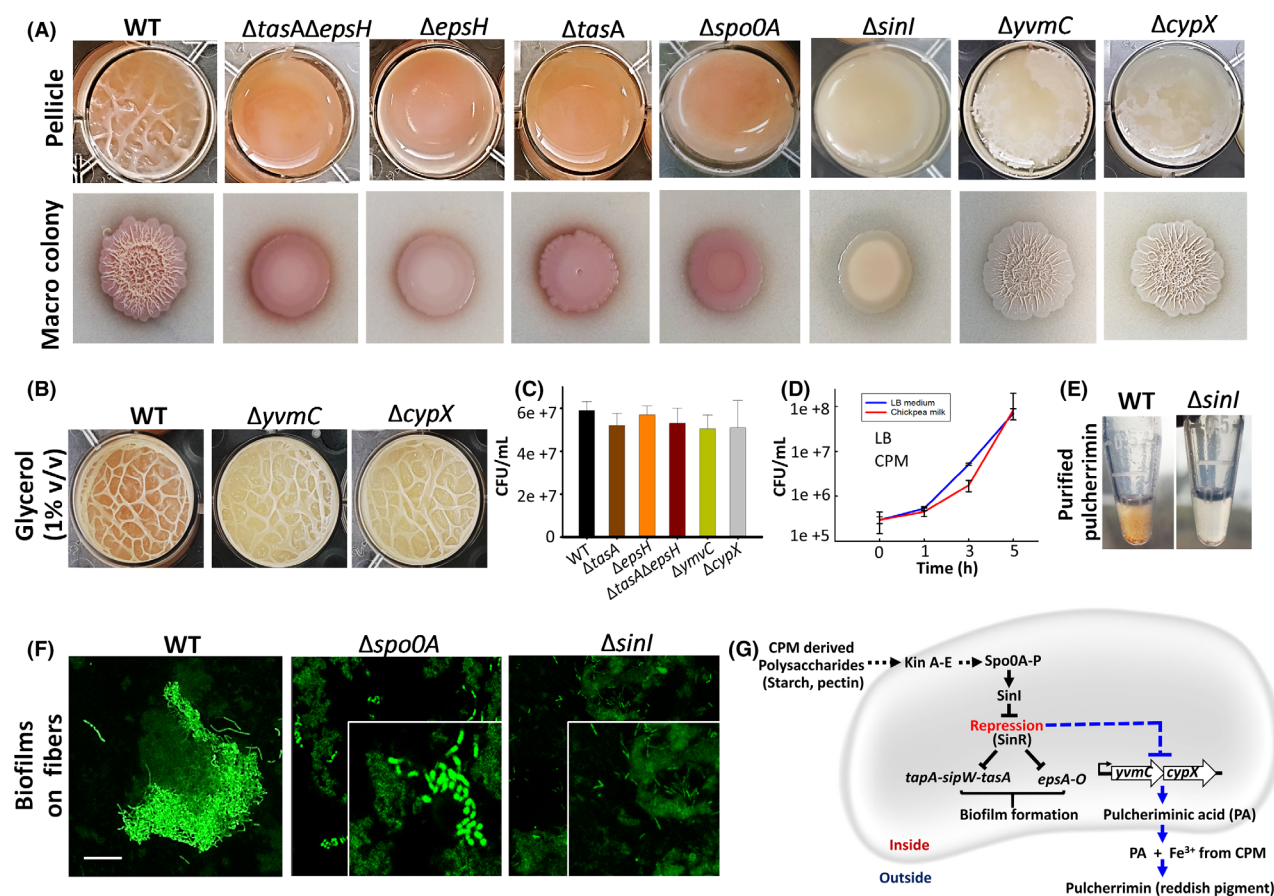 (A)
WT
ΔtasAΔepsH
ΔepsH
ΔtasA
Δspo0A
ΔsinI
ΔyvmC
ΔcypX
Pellicle
Macro colony
(B)
WT
ΔyvmC
ΔcypX
Glycerol
(1% v/v)
(C)
CFU/mL
6e +7
4e +7
2e +7
0
WT
ΔtasA
ΔepsH
ΔtasAΔepsH
ΔymvC
ΔcypX
(D)
CFU/mL
1e +8
1e +7
1e +6
1e +5
LB medium
Chickpea milk
LB
CPM
0
1
3
5
Time (h)
(E)
WT
ΔsinI
Purified
pulcherrimin
(F)
WT
Δspo0A
ΔsinI
Biofilms
on fibers
(G)
CPM derived
Polysaccharides
(Starch, pectin)
Kin A-E
Spo0A-P
SinI
Repression
(SinR)
tapA-sipW-tasA
epsA-O
Biofilm formation
yvmC
cypX
Pulcheriminic acid (PA)
PA + Fe³⁺ from CPM
Pulcherrimin (reddish pigment)
Inside
Outside